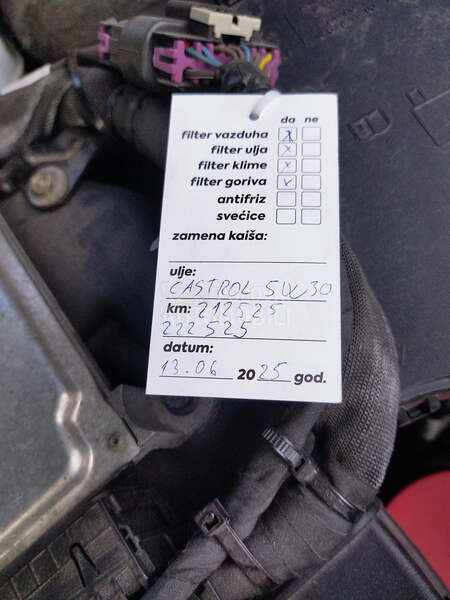 da ne
filter vazduha x
filter ulja x
filter klime x
filter goriva x
antifriz
svećice
zamena kaiša:
ulje:
CASTROL 5W30
km: 212525
222525
datum:
13.06 2025 god.